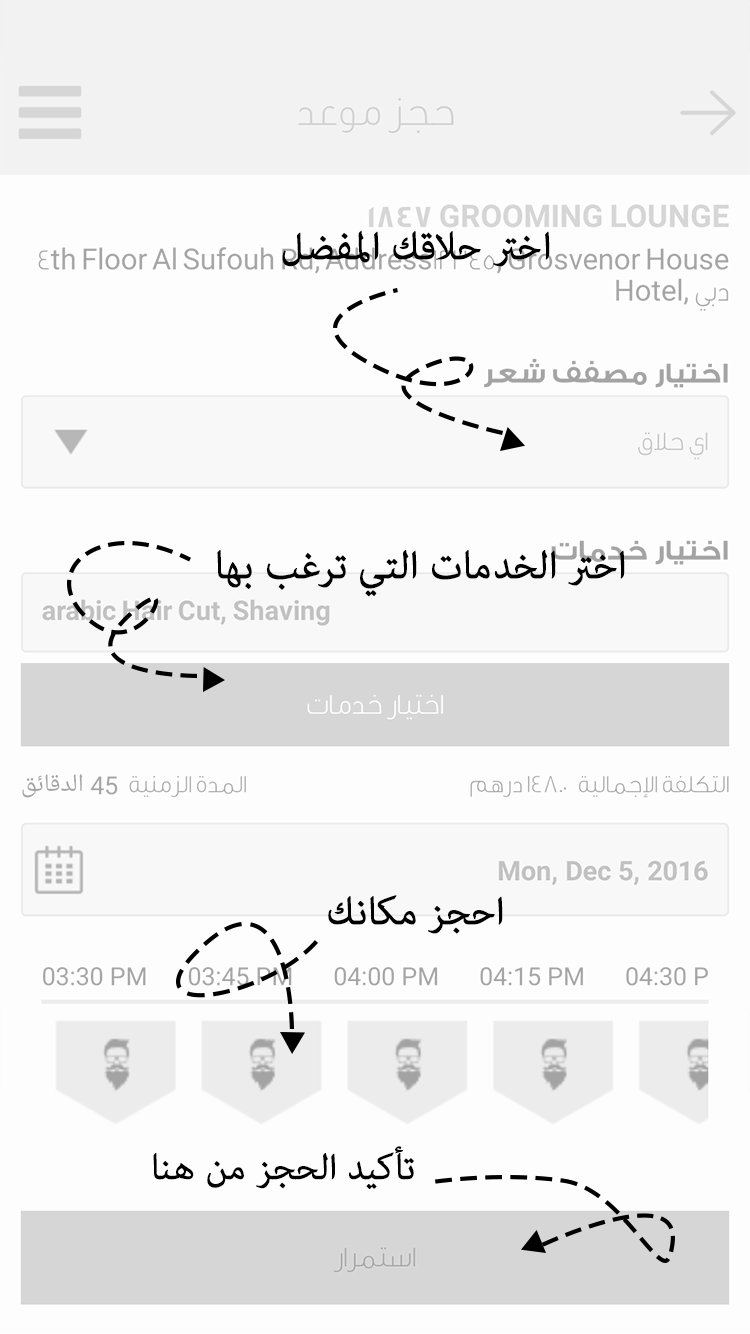 حجز موعد
١٨٤٧ GROOMING LOUNGE
اختر حلاقك المفضل
٤th Floor Al Sufouh Rd, Address ٤٥, Grosvenor House
Hotel, دبي
اختيار مصفف شعر
اي حلاق
اختيار خدمات
اختر الخدمات التي ترغب بها
arabic Hair Cut, Shaving
اختيار خدمات
التكلفة الإجمالية ١٤٨.٠٠ درهم
المدة الزمنية 45 الدقائق
Mon, Dec 5, 2016
احجز مكانك
03:30 PM 03:45 PM 04:00 PM 04:15 PM 04:30 P
تأكيد الحجز من هنا
استمرار